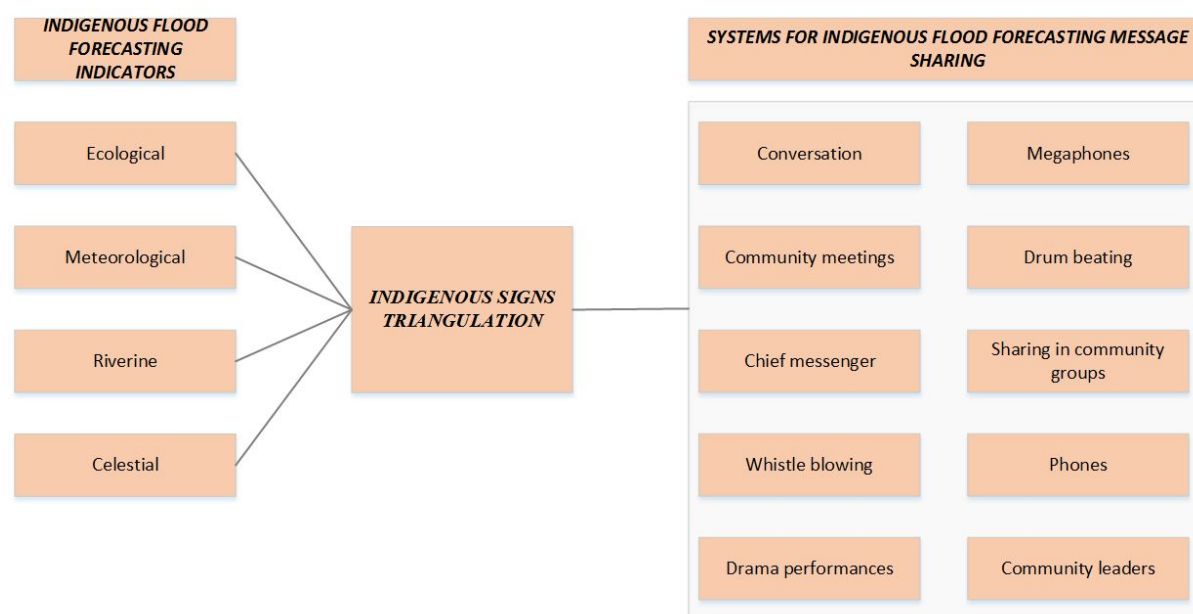 INDIGENOUS FLOOD
FORECASTING
INDICATORS
Ecological
Meteorological
Riverine
Celestial
INDIGENOUS SIGNS
TRIANGULATION
SYSTEMS FOR INDIGENOUS FLOOD FORECASTING MESSAGE
SHARING
Conversation
Megaphones
Community meetings
Drum beating
Chief messenger
Sharing in community
groups
Whistle blowing
Phones
Drama performances
Community leaders